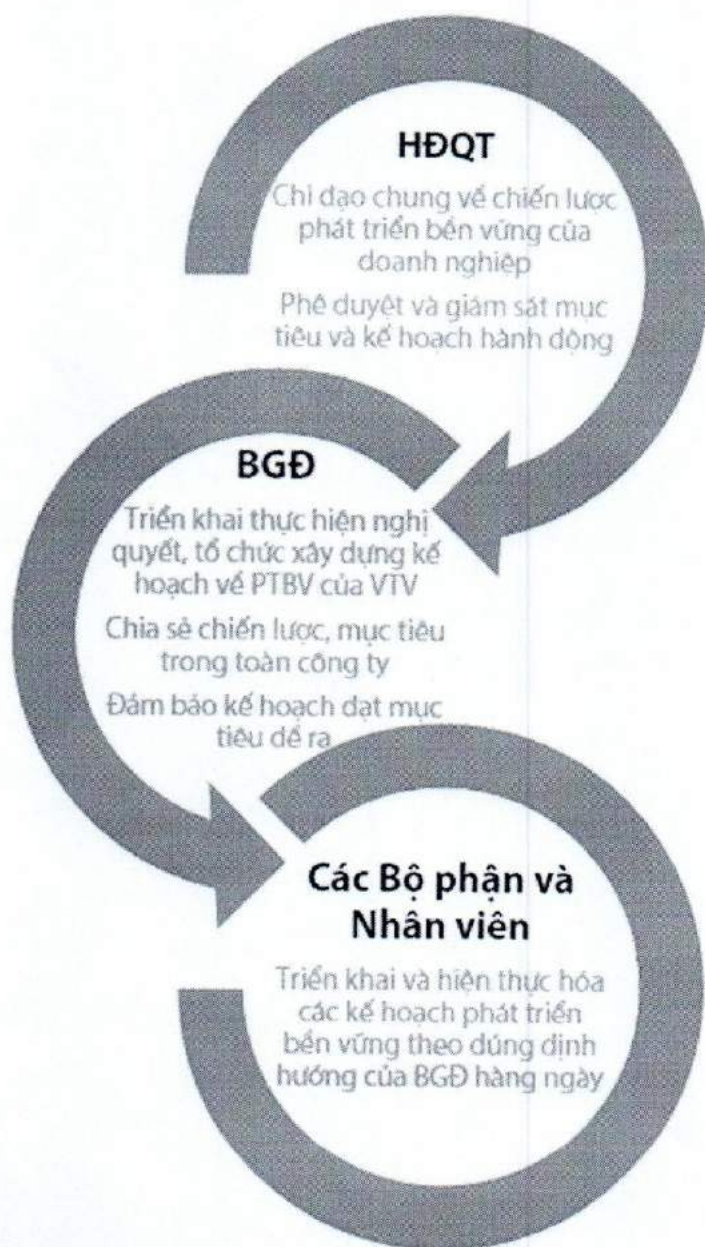 HĐQT
Chỉ đạo chung về chiến lược
phát triển bền vững của
doanh nghiệp
Phê duyệt và giám sát mục
tiêu và kế hoạch hành động
BGĐ
Triển khai thực hiện nghị
quyết, tổ chức xây dựng kế
hoạch về PTBV của VTV
Chia sẻ chiến lược, mục tiêu
trong toàn công ty
Đảm bảo kế hoạch đạt mục
tiêu đề ra
Các Bộ phận và
Nhân viên
Triển khai và hiện thực hóa
các kế hoạch phát triển
bền vững theo đúng định
hướng của BGĐ hàng ngày